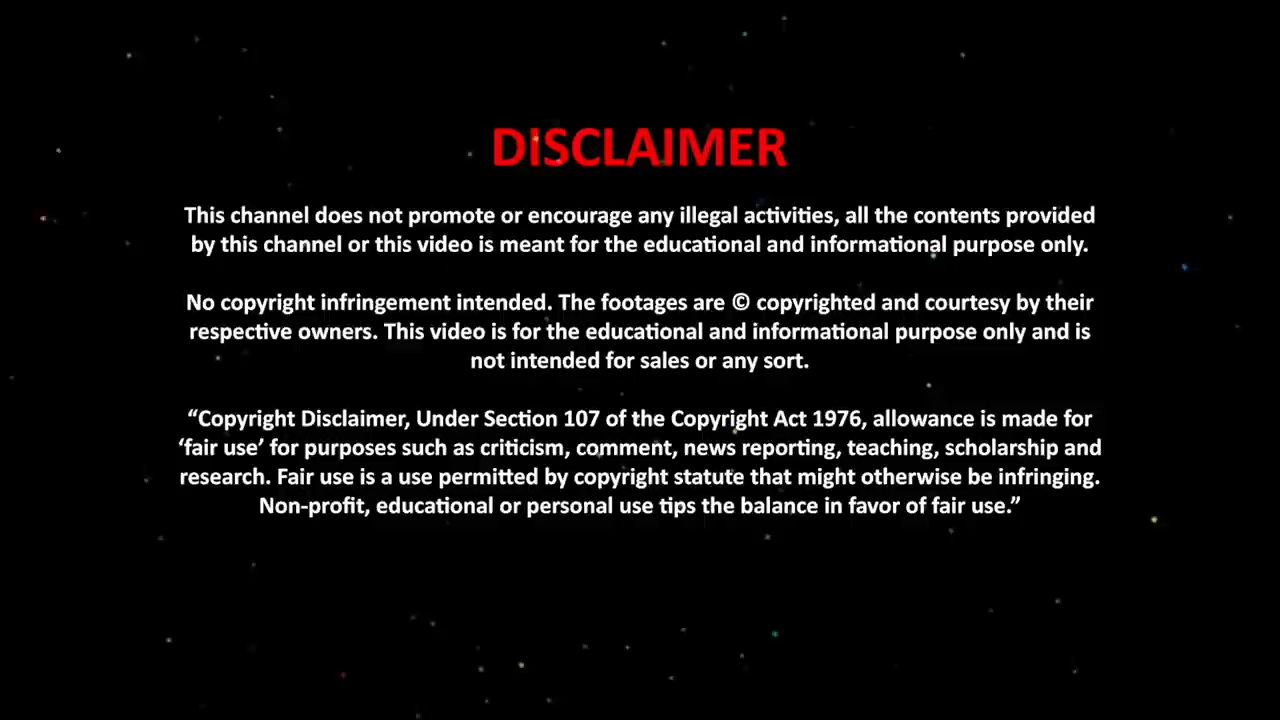 DISCLAIMER
This channel does not promote or encourage any illegal activities, all the contents provided
by this channel or this video is meant for the educational and informational purpose only.
No copyright infringement intended. The footages are © copyrighted and courtesy by their
respective owners. This video is for the educational and informational purpose only and is
not intended for sales or any sort.
“Copyright Disclaimer, Under Section 107 of the Copyright Act 1976, allowance is made for
‘fair use’ for purposes such as criticism, comment, news reporting, teaching, scholarship and
research. Fair use is a use permitted by copyright statute that might otherwise be infringing.
Non-profit, educational or personal use tips the balance in favor of fair use.”